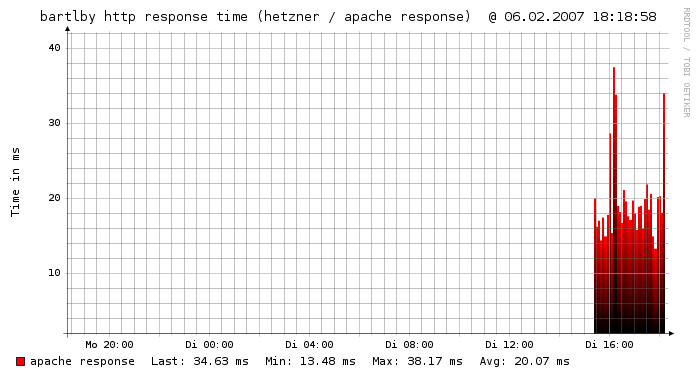 bartlby http response time (hetzner / apache response)  @ 06.02.2007 18:18:58
RRDTOOL / TOBI OETIKER
Time in ms
40
30
20
10
Mo 20:00 Di 00:00 Di 04:00 Di 08:00 Di 12:00 Di 16:00
apache response  Last: 34.63 ms  Min: 13.48 ms  Max: 38.17 ms  Avg: 20.07 ms